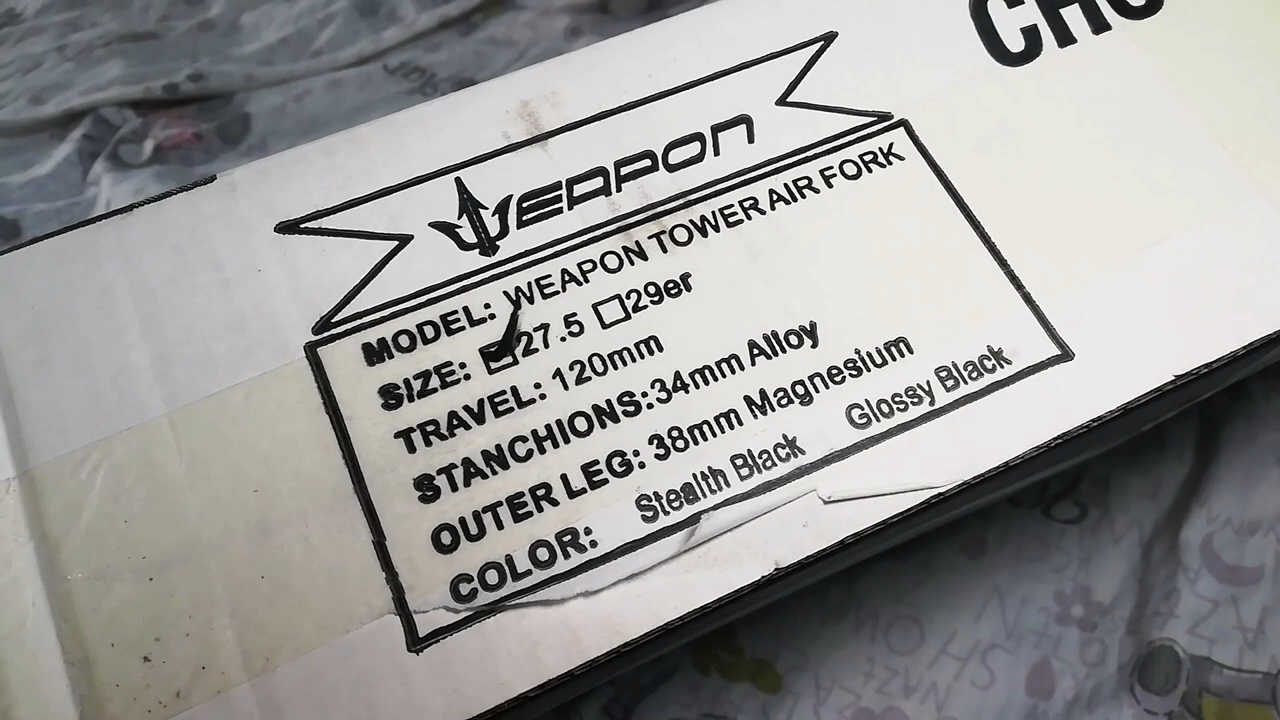 WEAPON
MODEL: WEAPON TOWER AIR FORK
SIZE: ☑27.5 ☐29er
TRAVEL: 120mm
STANCHIONS:34mm Alloy
OUTER LEG: 38mm Magnesium
COLOR: Stealth Black Glossy Black